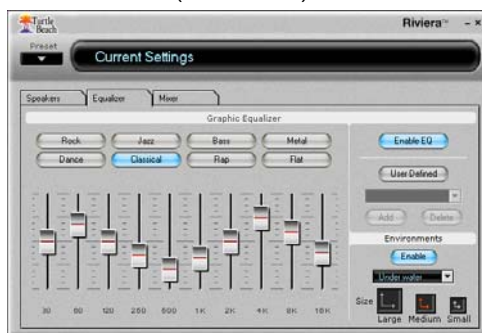 Turtle
Beach
Riviera™
Preset
Current Settings
Speakers Equalizer Mixer
Graphic Equalizer
Rock Jazz Bass Metal
Dance Classical Rap Flat
Enable EQ
User Defined
Add Delete
Environments
Enable
Under water
Size
Large Medium Small
30 60 120 250 500 1K 2K 4K 8K 16K